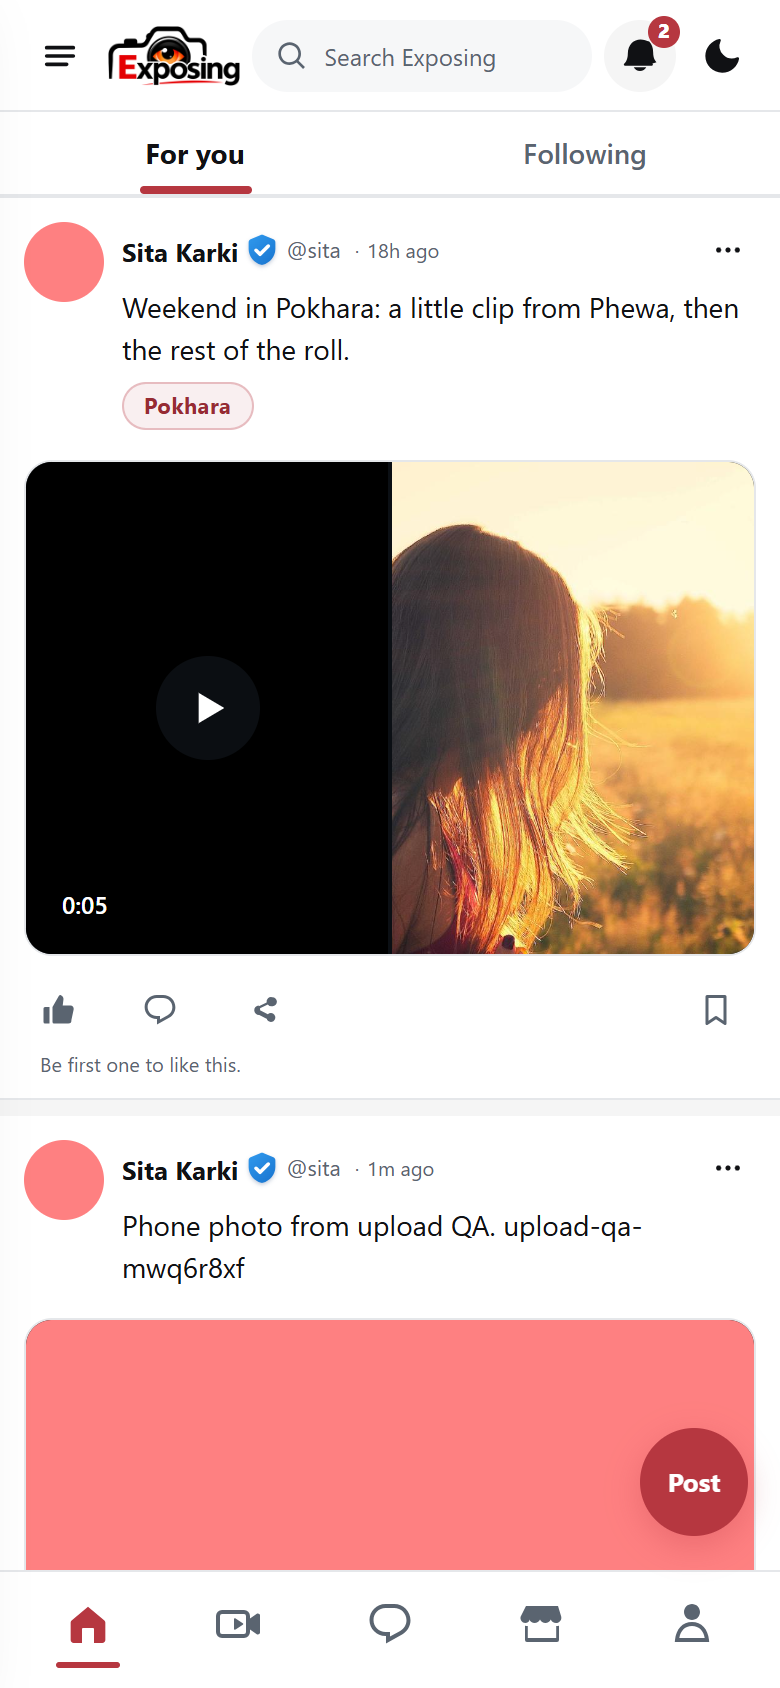 Exposing
Search Exposing
2
For you
Following
Sita Karki @sita · 18h ago
Weekend in Pokhara: a little clip from Phewa, then
the rest of the roll.
Pokhara
0:05
Be first one to like this.
Sita Karki @sita · 1m ago
Phone photo from upload QA. upload-qa-
mwq6r8xf
Post